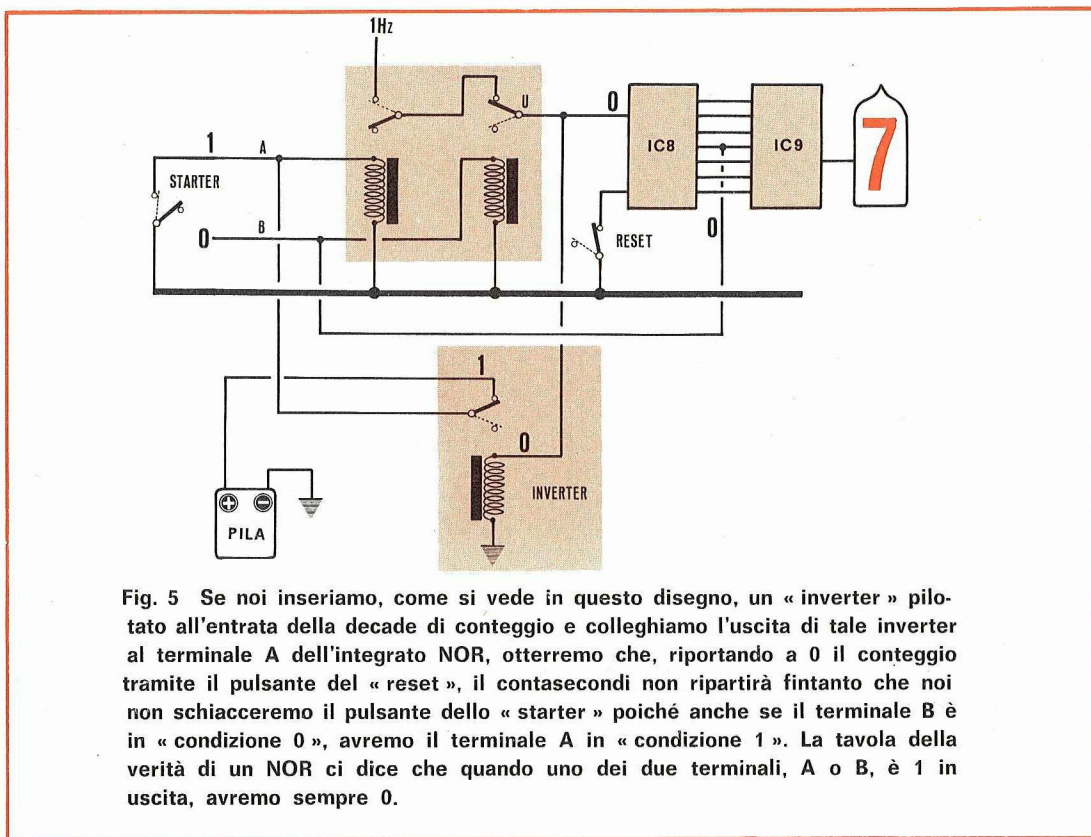 1Hz
U
0
IC8
IC9
7
1
A
STARTER
0
B
RESET
0
1
0
INVERTER
+
-
PILA
Fig. 5 Se noi inseriamo, come si vede in questo disegno, un « inverter » pilo-
tato all'entrata della decade di conteggio e colleghiamo l'uscita di tale inverter
al terminale A dell'integrato NOR, otterremo che, riportando a 0 il conteggio
tramite il pulsante del « reset », il contasecondi non ripartirà fintanto che noi
non schiacceremo il pulsante dello « starter » poiché anche se il terminale B è
in « condizione 0 », avremo il terminale A in « condizione 1 ». La tavola della
verità di un NOR ci dice che quando uno dei due terminali, A o B, è 1 in
uscita, avremo sempre 0.